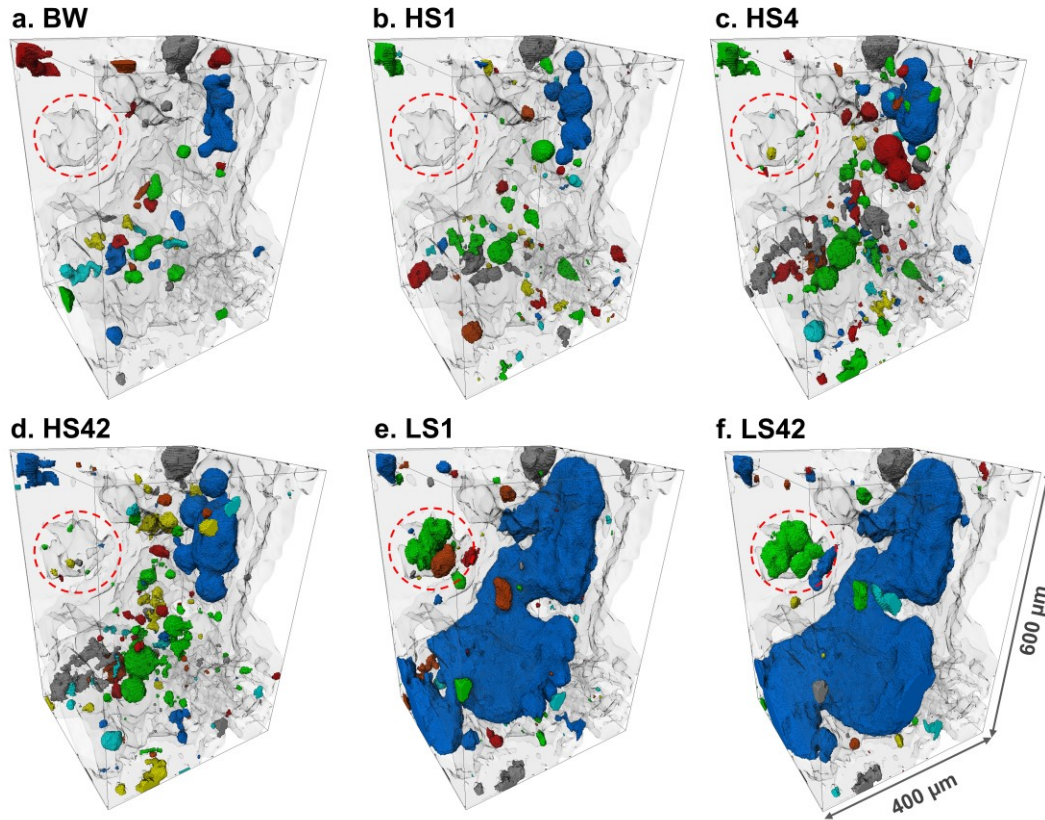 a. BW
b. HS1
c. HS4
d. HS42
e. LS1
f. LS42
600 µm
400 µm